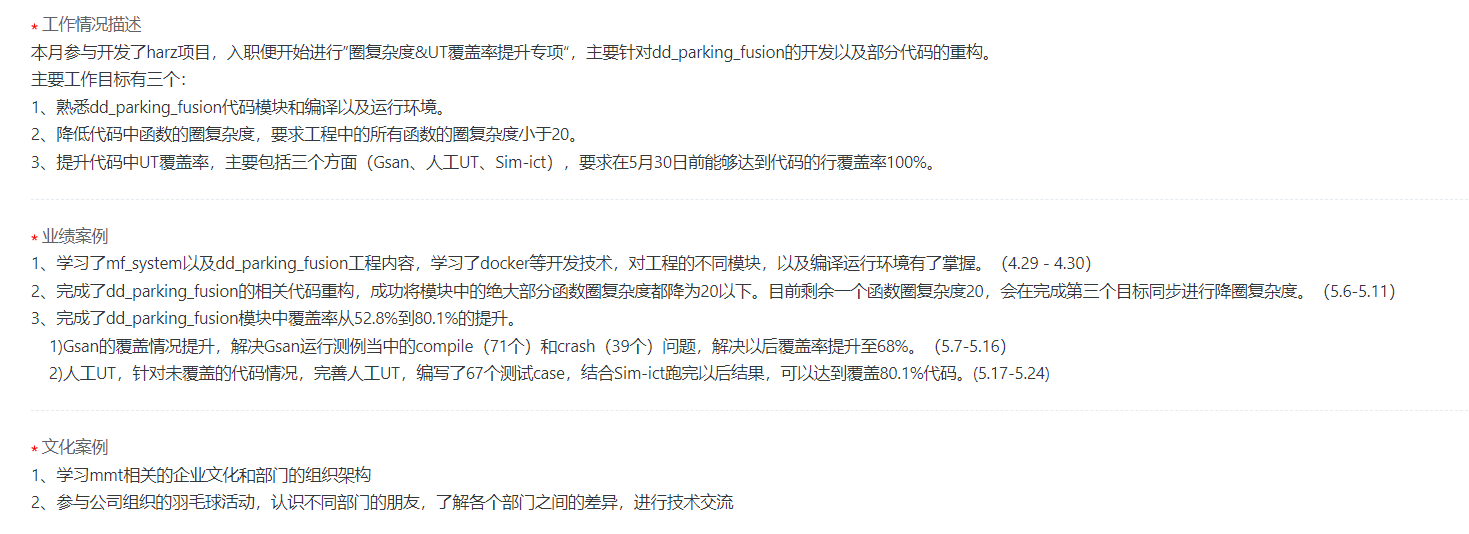 * 工作情况描述
本月参与开发了harz项目，入职便开始进行”圈复杂度&UT覆盖率提升专项“，主要针对dd_parking_fusion的开发以及部分代码的重构。
主要工作目标有三个：
1、熟悉dd_parking_fusion代码模块和编译以及运行环境。
2、降低代码中函数的圈复杂度，要求工程中的所有函数的圈复杂度小于20。
3、提升代码中UT覆盖率，主要包括三个方面（Gsan、人工UT、Sim-ict），要求在5月30日前能够达到代码的行覆盖率100%。
* 业绩案例
1、学习了mf_system以及dd_parking_fusion工程内容，学习了docker等开发技术，对工程的不同模块，以及编译运行环境有了掌握。（4.29 - 4.30）
2、完成了dd_parking_fusion的相关代码重构，成功将模块中的绝大部分函数圈复杂度都降为20以下。目前剩余一个函数圈复杂度20，会在完成第三个目标同步进行降圈复杂度。（5.6-5.11）
3、完成了dd_parking_fusion模块中覆盖率从52.8%到80.1%的提升。
1)Gsan的覆盖情况提升，解决Gsan运行测例当中的compile（71个）和crash（39个）问题，解决以后覆盖率提升至68%。（5.7-5.16）
2)人工UT，针对未覆盖的代码情况，完善人工UT，编写了67个测试case，结合Sim-ict跑完以后结果，可以达到覆盖80.1%代码。(5.17-5.24)
* 文化案例
1、学习mmt相关的企业文化和部门的组织架构
2、参与公司组织的羽毛球活动，认识不同部门的朋友，了解各个部门之间的差异，进行技术交流